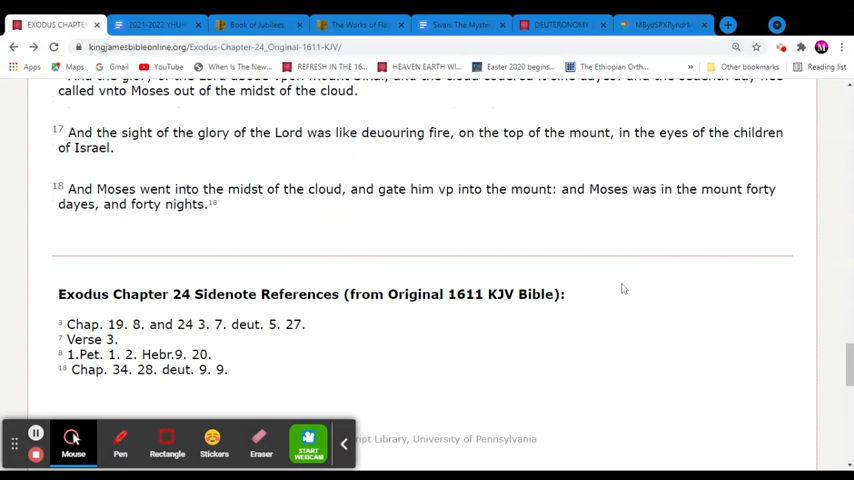 EXODUS CHAPTER
2021-2022 YHUH
Book of Jubilees
The Works of Fla
Sivan: The Myste
DEUTERONOMY
MBydSPXRyndrM
kingjamesbibleonline.org/Exodus-Chapter-24_Original-1611-KJV/
M
Apps
Maps
Gmail
YouTube
When Is The New...
REFRESH IN THE 16...
HEAVEN EARTH WI...
Easter 2020 begins...
The Ethiopian Orth...
»
Other bookmarks
Reading list
called vnto Moses out of the midst of the cloud.
17 And the sight of the glory of the Lord was like deuouring fire, on the top of the mount, in the eyes of the children
of Israel.
18 And Moses went into the midst of the cloud, and gate him vp into the mount: and Moses was in the mount forty
dayes, and forty nights.18
Exodus Chapter 24 Sidenote References (from Original 1611 KJV Bible):
3 Chap. 19. 8. and 24 3. 7. deut. 5. 27.
7 Verse 3.
8 1.Pet. 1. 2. Hebr.9. 20.
18 Chap. 34. 28. deut. 9. 9.
ript Library, University of Pennsylvania
Mouse
Pen
Rectangle
Stickers
Eraser
START
WEBCAM